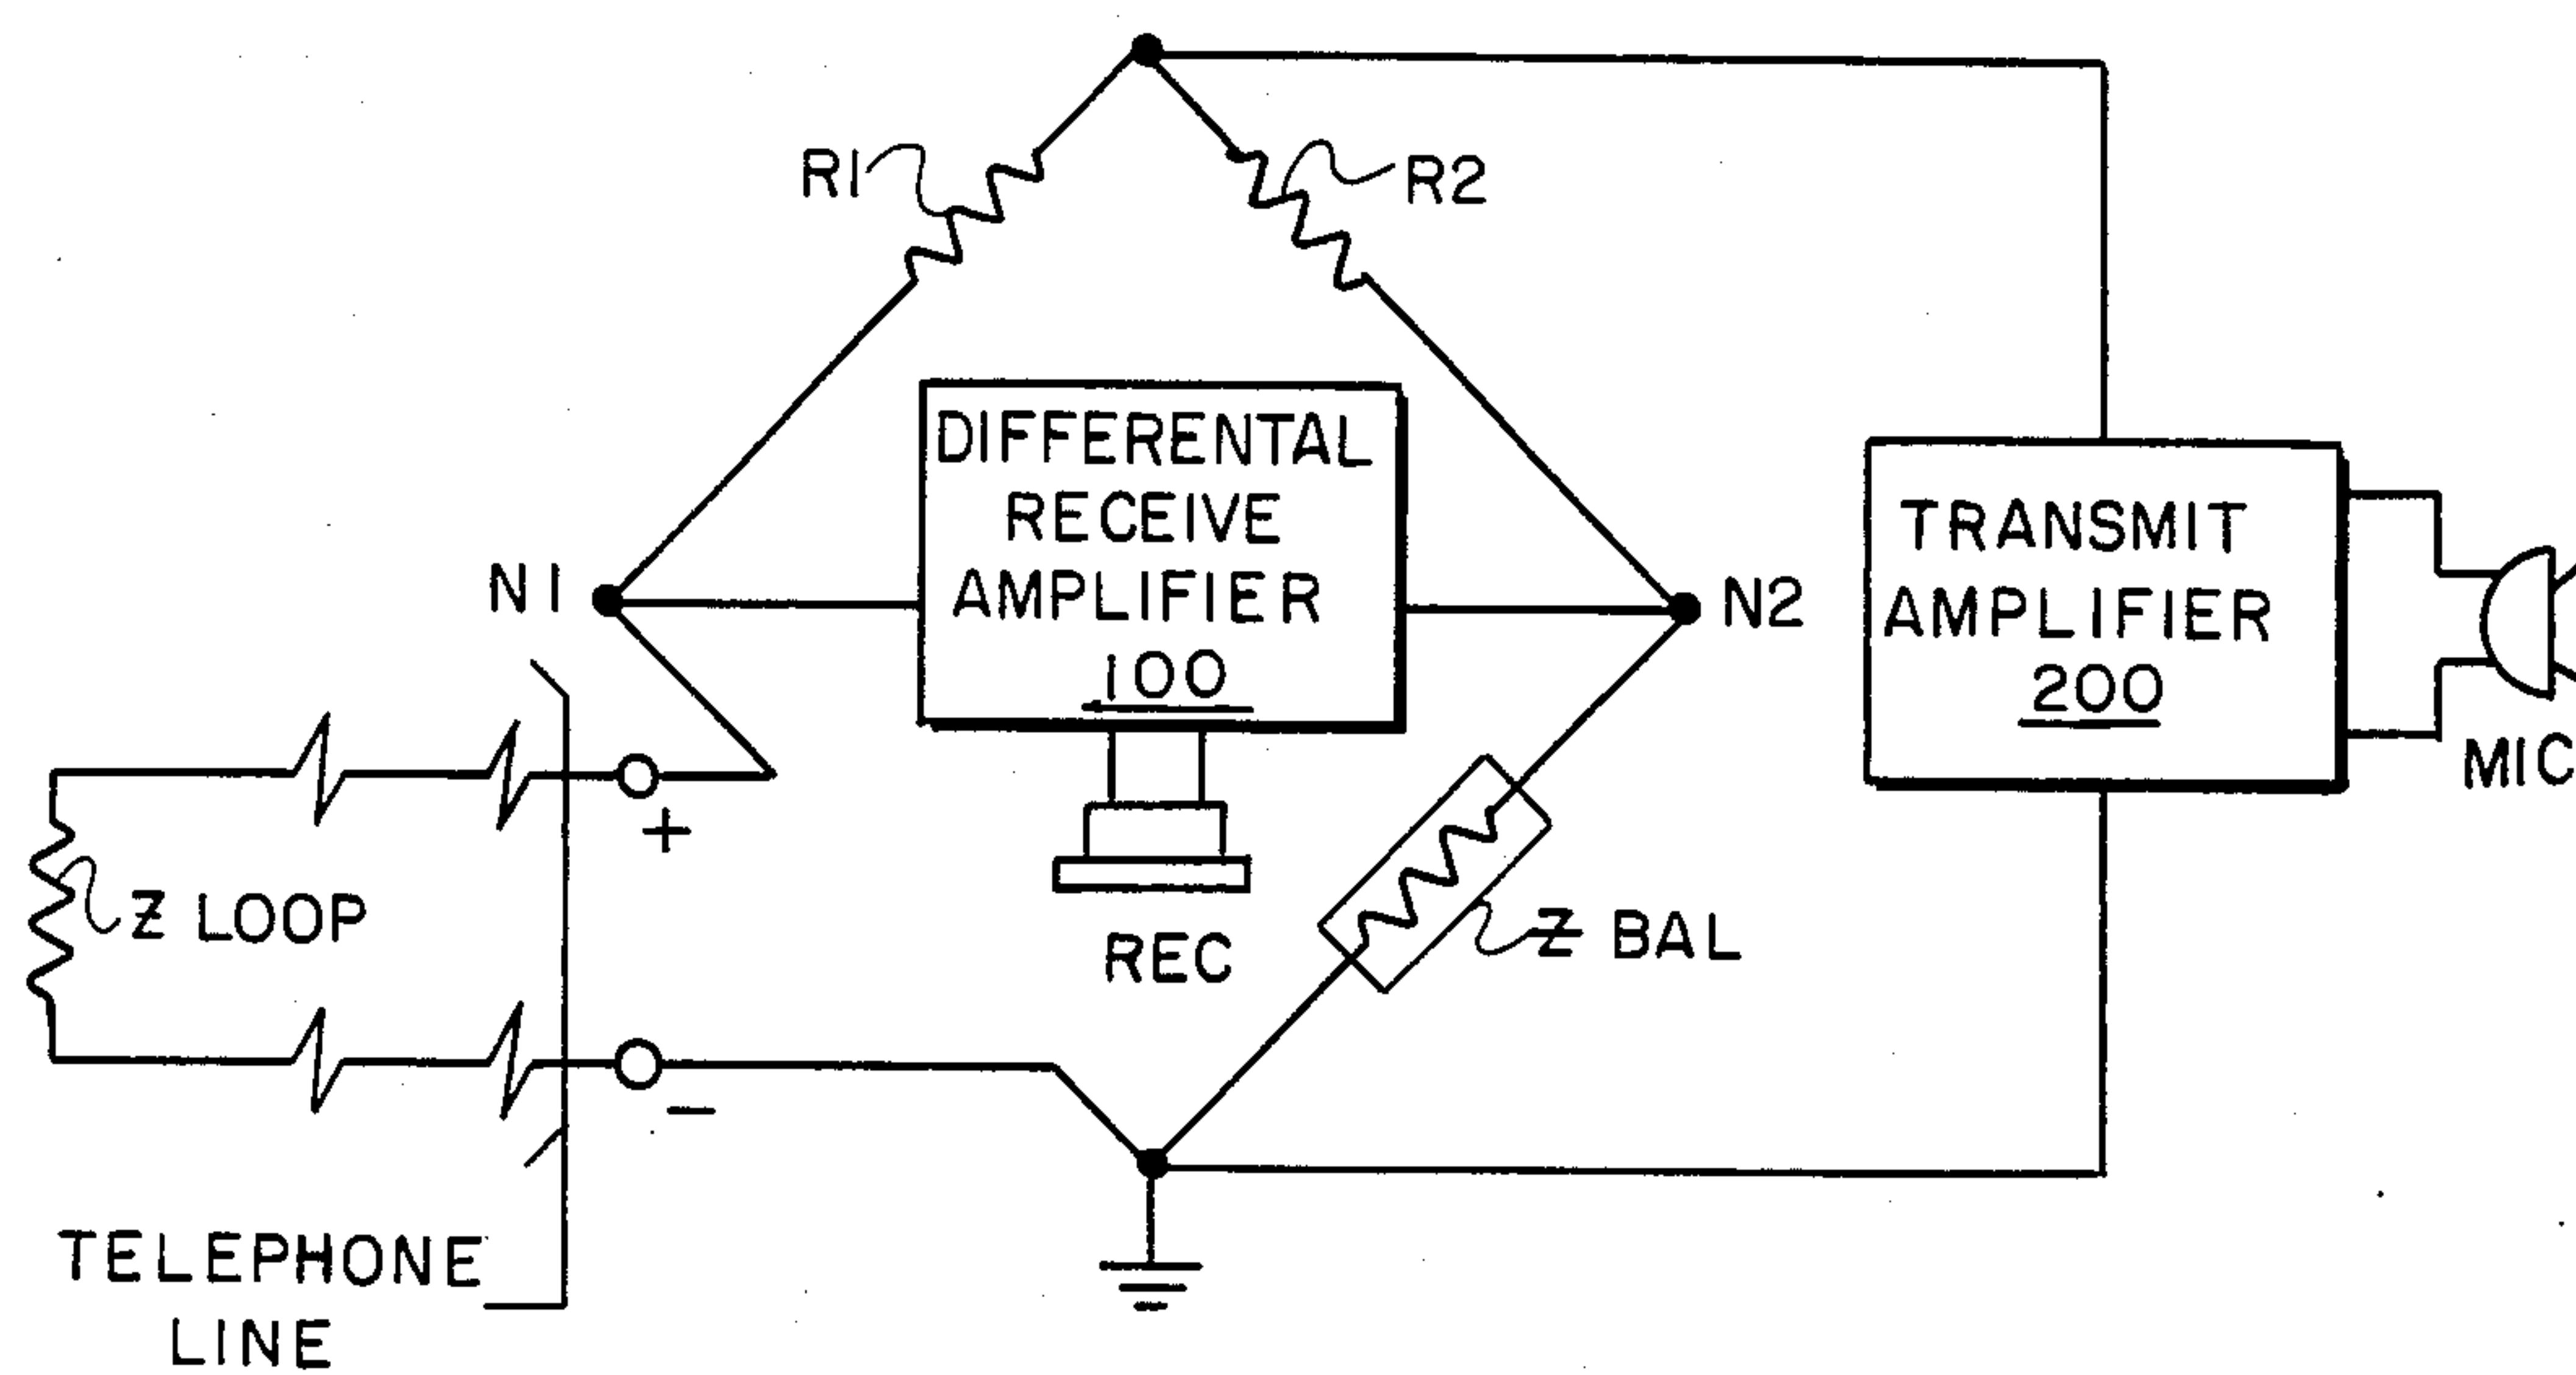 R1
R2
DIFFERENTAL
RECEIVE
AMPLIFIER
100
N1
N2
TRANSMIT
AMPLIFIER
200
MIC
+
Z LOOP
REC
Z BAL
-
TELEPHONE
LINE